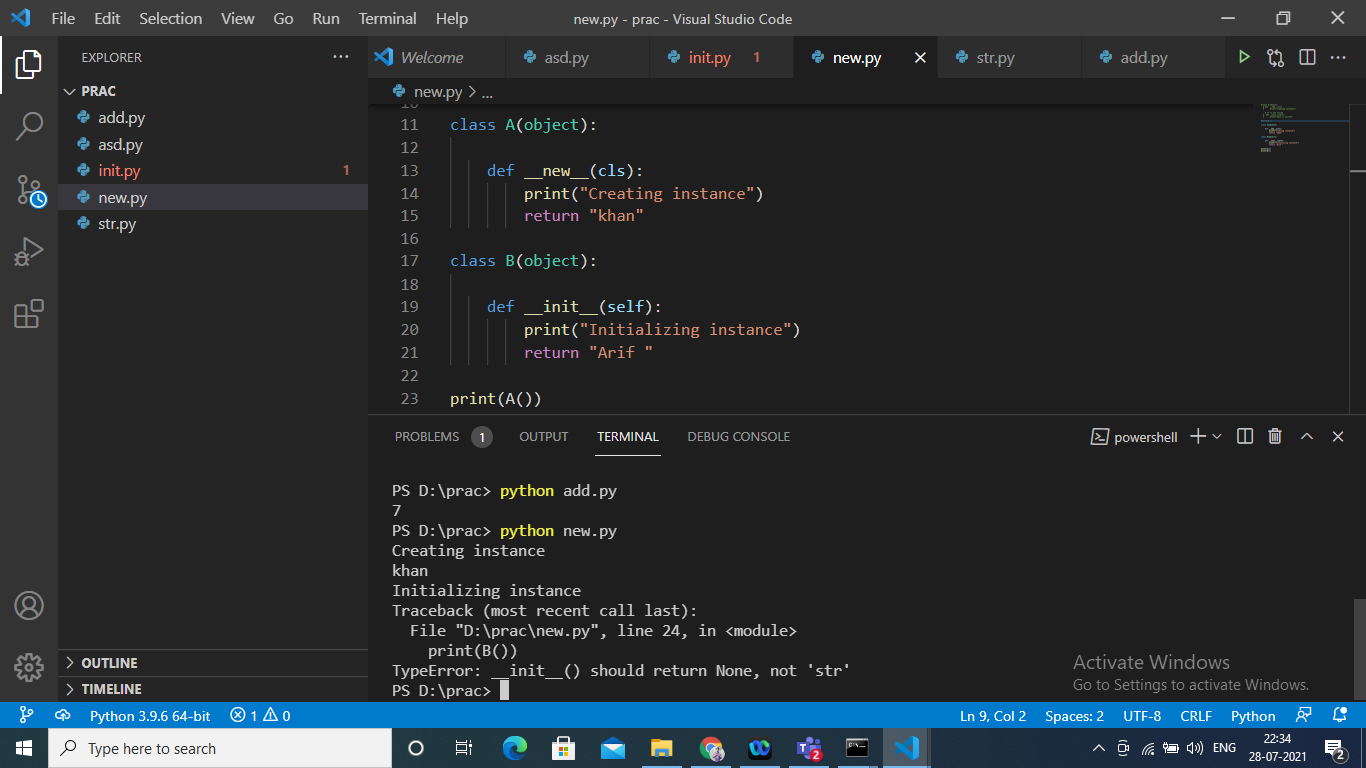 File Edit Selection View Go Run Terminal Help new.py - prac - Visual Studio Code
EXPLORER
PRAC
add.py
asd.py
init.py 1
new.py
str.py
OUTLINE
TIMELINE
Welcome asd.py init.py 1 new.py str.py add.py
new.py > ...
10
11 class A(object):
12
13 def __new__(cls):
14 print("Creating instance")
15 return "khan"
16
17 class B(object):
18
19 def __init__(self):
20 print("Initializing instance")
21 return "Arif "
22
23 print(A())
PROBLEMS 1 OUTPUT TERMINAL DEBUG CONSOLE powershell
PS D:\prac> python add.py
7
PS D:\prac> python new.py
Creating instance
khan
Initializing instance
Traceback (most recent call last):
File "D:\prac\new.py", line 24, in <module>
print(B())
TypeError: __init__() should return None, not 'str'
PS D:\prac>
Activate Windows
Go to Settings to activate Windows.
Python 3.9.6 64-bit 1 0 Ln 9, Col 2 Spaces: 2 UTF-8 CRLF Python
Type here to search 2 ENG 22:34 2
28-07-2021